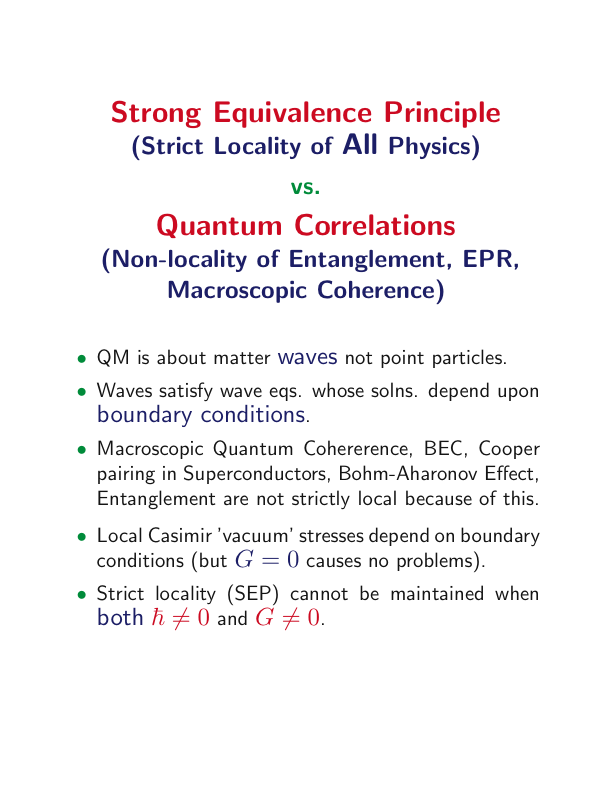 Strong Equivalence Principle
(Strict Locality of All Physics)
vs.
Quantum Correlations
(Non-locality of Entanglement, EPR,
Macroscopic Coherence)
• QM is about matter waves not point particles.
• Waves satisfy wave eqs. whose solns. depend upon
boundary conditions.
• Macroscopic Quantum Cohererence, BEC, Cooper
pairing in Superconductors, Bohm-Aharonov Effect,
Entanglement are not strictly local because of this.
• Local Casimir 'vacuum' stresses depend on boundary
conditions (but G = 0 causes no problems).
• Strict locality (SEP) cannot be maintained when
both ℏ ≠ 0 and G ≠ 0.